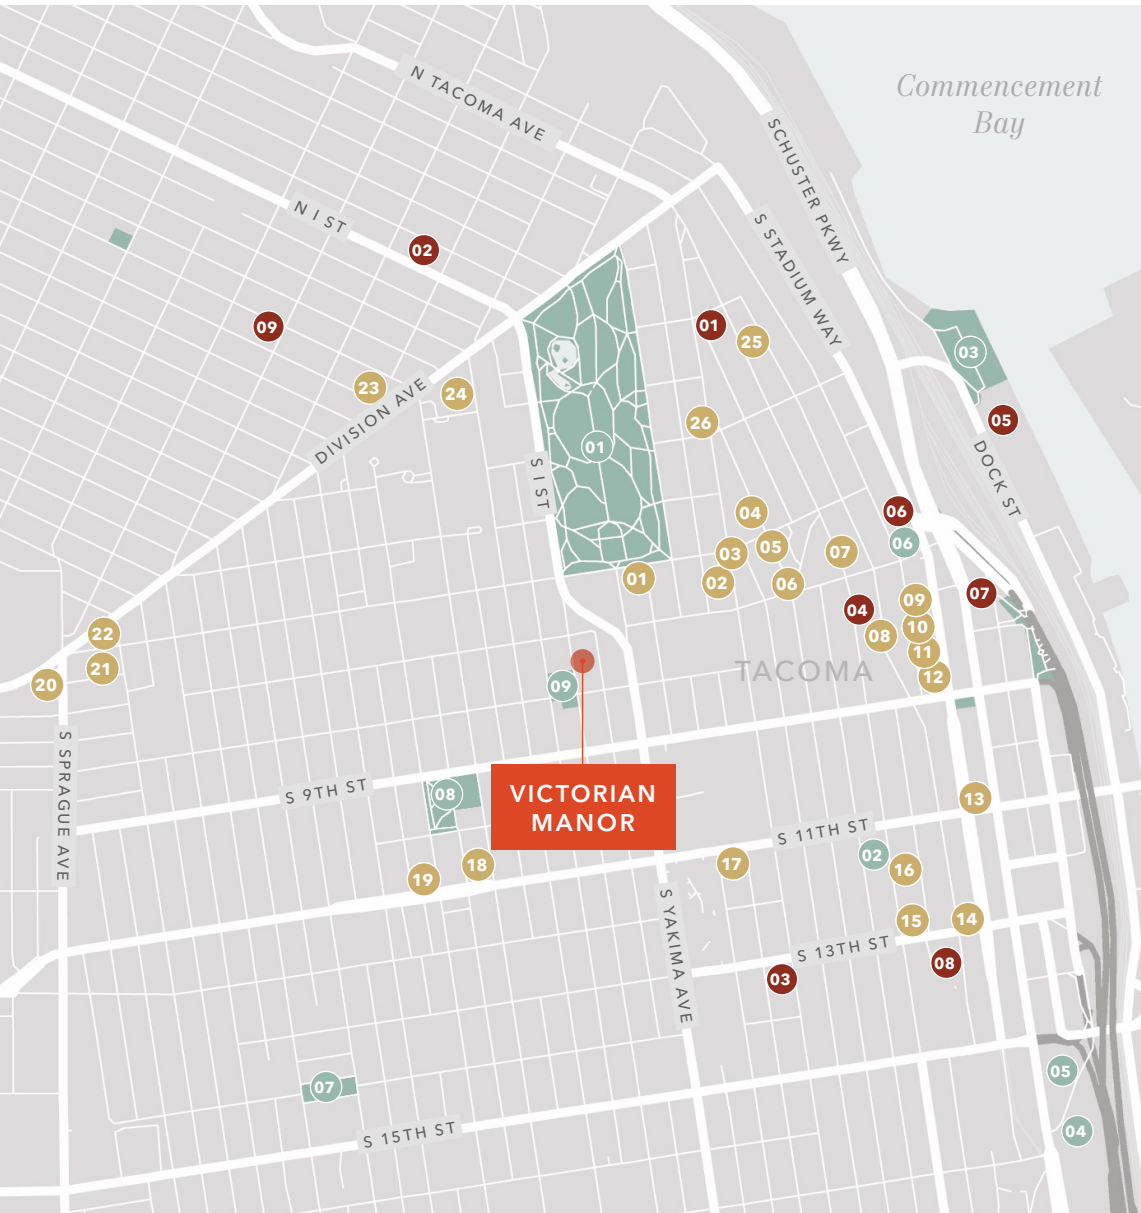 Commencement
Bay
N TACOMA AVE
SCHUSTER PKWY
N I ST
S STADIUM WAY
02
09
01
25
03
23
24
DIVISION AVE
26
05
01
S I ST
DOCK ST
04
06
03
05
07
06
01
02
06
09
07
04
10
08
22
11
21
20
12
TACOMA
09
S SPRAGUE AVE
S 9TH ST
08
VICTORIAN
MANOR
13
S 11TH ST
02
17
18
16
19
15
14
S YAKIMA AVE
S 13TH ST
08
03
05
07
S 15TH ST
04